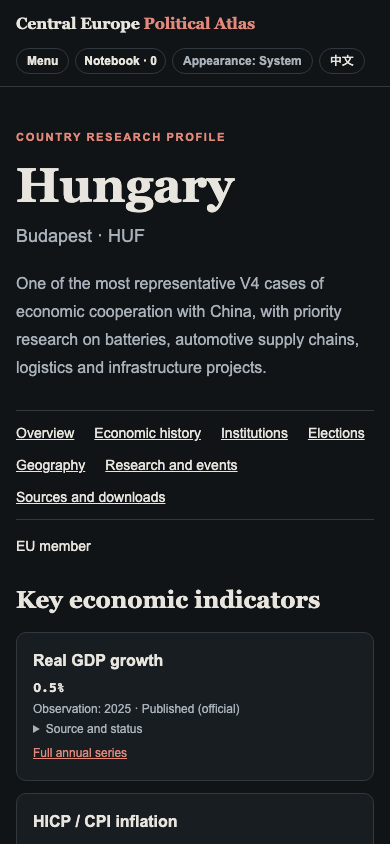 Central Europe Political Atlas
Menu Notebook · 0 Appearance: System 中文
COUNTRY RESEARCH PROFILE
Hungary
Budapest · HUF
One of the most representative V4 cases of
economic cooperation with China, with priority
research on batteries, automotive supply chains,
logistics and infrastructure projects.
Overview Economic history Institutions Elections
Geography Research and events
Sources and downloads
EU member
Key economic indicators
Real GDP growth
0.5%
Observation: 2025 · Published (official)
▶ Source and status
Full annual series
HICP / CPI inflation